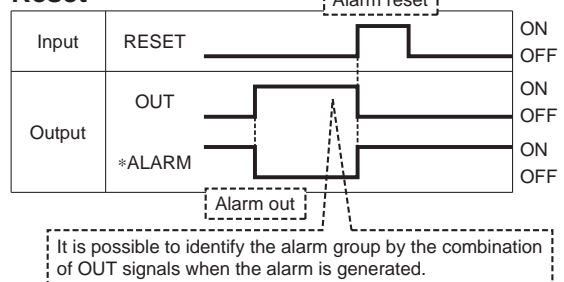 Reset
Alarm reset
Input RESET ON
OFF
Output OUT ON
OFF
*ALARM ON
OFF
Alarm out
It is possible to identify the alarm group by the combination
of OUT signals when the alarm is generated.